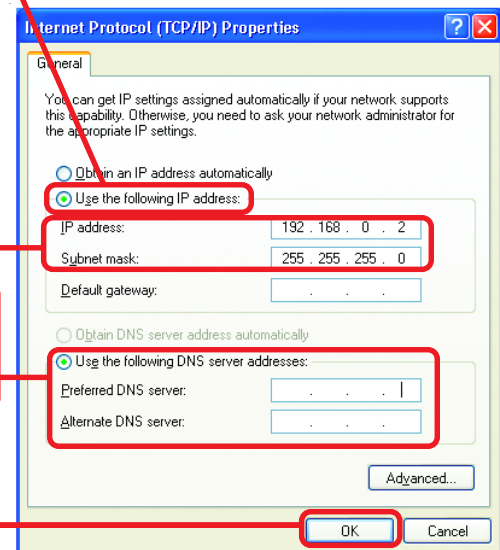 Internet Protocol (TCP/IP) Properties
General
You can get IP settings assigned automatically if your network supports
this capability. Otherwise, you need to ask your network administrator for
the appropriate IP settings.
Obtain an IP address automatically
Use the following IP address:
IP address: 192 . 168 . 0 . 2
Subnet mask: 255 . 255 . 255 . 0
Default gateway: . . .
Obtain DNS server address automatically
Use the following DNS server addresses:
Preferred DNS server: . . .
Alternate DNS server: . . .
Advanced...
OK Cancel